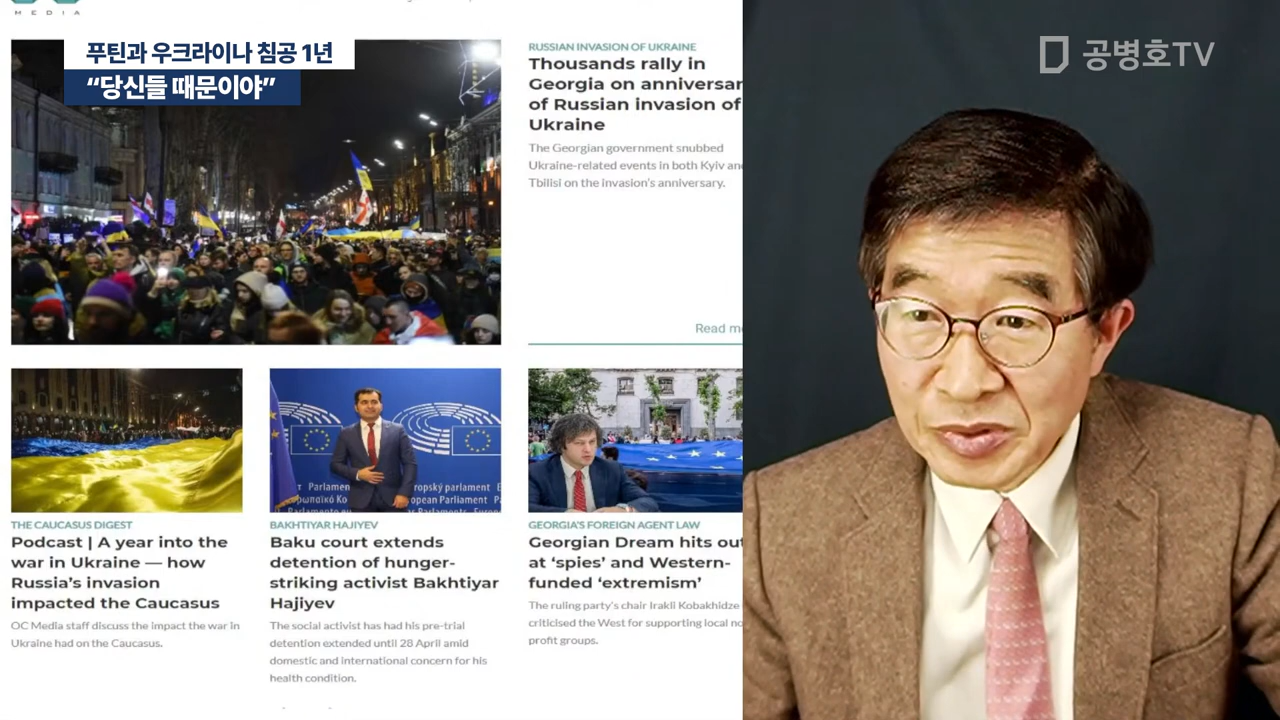 MEDIA
푸틴과 우크라이나 침공 1년
“당신들 때문이야”
공병호TV
RUSSIAN INVASION OF UKRAINE
Thousands rally in
Georgia on anniversar
of Russian invasion of
Ukraine
The Georgian government snubbed
Ukraine-related events in both Kyiv and
Tbilisi on the invasion's anniversary.
Read mo
THE CAUCASUS DIGEST
Podcast | A year into the
war in Ukraine — how
Russia's invasion
impacted the Caucasus
OC Media staff discuss the impact the war in
Ukraine had on the Caucasus.
BAKHTIYAR HAJIYEV
Baku court extends
detention of hunger-
striking activist Bakhtiyar
Hajiyev
The social activist has had his pre-trial
detention extended until 28 April amid
domestic and international concern for his
health condition.
GEORGIA'S FOREIGN AGENT LAW
Georgian Dream hits out
at ‘spies’ and Western-
funded ‘extremism’
The ruling party's chair Irakli Kobakhidze
criticised the West for supporting local no
profit groups.